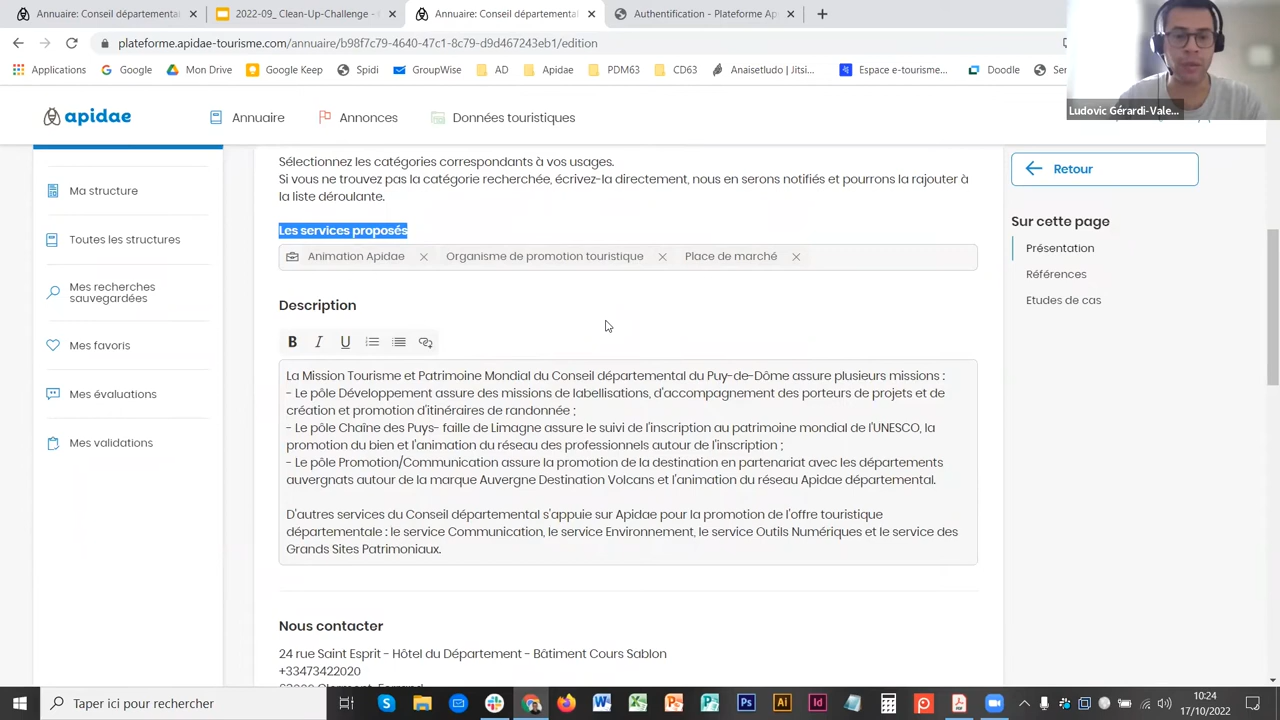 Annuaire: Conseil départemental
2022-09_ Clean-Up-Challenge -
Annuaire: Conseil départemental
Authentification - Plateforme Ap
plateforme.apidae-tourisme.com/annuaire/b98f7c79-4640-47c1-8c79-d9d467243eb1/edition
Applications
Google
Mon Drive
Google Keep
Spidi
GroupWise
AD
Apidae
PDM63
CD63
Anaisetludo | Jitsi...
Espace e-tourisme...
Doodle
Ser
Ludovic Gérardi-Vale...
apidae
Annuaire
Annonces
Données touristiques
Ma structure
Toutes les structures
Mes recherches
sauvegardées
Mes favoris
Mes évaluations
Mes validations
Sélectionnez les catégories correspondants à vos usages.
Si vous ne trouvez pas la catégorie recherchée, écrivez-la directement, nous en serons notifiés et pourrons la rajouter à
la liste déroulante.
Les services proposés
Animation Apidae
Organisme de promotion touristique
Place de marché
Description
B I U
La Mission Tourisme et Patrimoine Mondial du Conseil départemental du Puy-de-Dôme assure plusieurs missions :
- Le pôle Développement assure des missions de labellisations, d'accompagnement des porteurs de projets et de
création et promotion d'itinéraires de randonnée ;
- Le pôle Chaîne des Puys- faille de Limagne assure le suivi de l'inscription au patrimoine mondial de l'UNESCO, la
promotion du bien et l'animation du réseau des professionnels autour de l'inscription ;
- Le pôle Promotion/Communication assure la promotion de la destination en partenariat avec les départements
auvergnats autour de la marque Auvergne Destination Volcans et l'animation du réseau Apidae départemental.
D'autres services du Conseil départemental s'appuie sur Apidae pour la promotion de l'offre touristique
départementale : le service Communication, le service Environnement, le service Outils Numériques et le service des
Grands Sites Patrimoniaux.
Nous contacter
24 rue Saint Esprit - Hôtel du Département - Bâtiment Cours Sablon
+33473422020
Retour
Sur cette page
Présentation
Références
Etudes de cas
Taper ici pour rechercher
10:24
17/10/2022